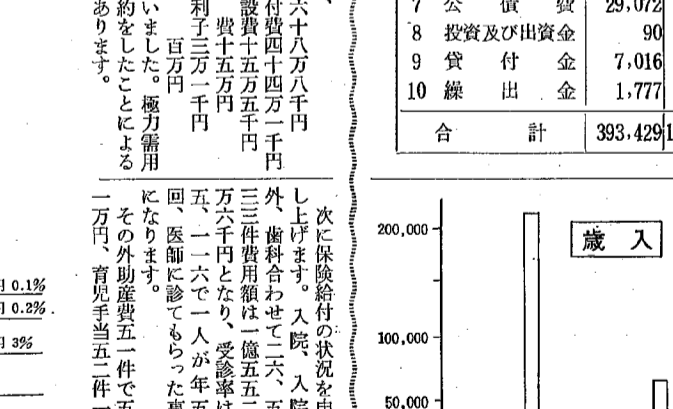 7 公債費 29,072
8 投資及び出資金 90
9 貸付金 7,016
10 繰出金 1,777
合計 393,429
歳入
200,000
100,000
50,000
六十八万八千円
付費四十四万一千円
設費十五万五千円
費十五万円
利子三万一千円
百万円
いました。極力需用
約をしたことによる
あります。
次に保険給付の状況を申
し上げます。入院、入院
外、歯科合わせて二六、五
三三件費用額は一億五五二
万六千円となり、受診率は
五、一一六で一人が年五
回、医師に診てもらった事
になります。
その外助産費五一件で五
一万円、育児手当五二件一
円 0.1%
円 0.2%
円 3%